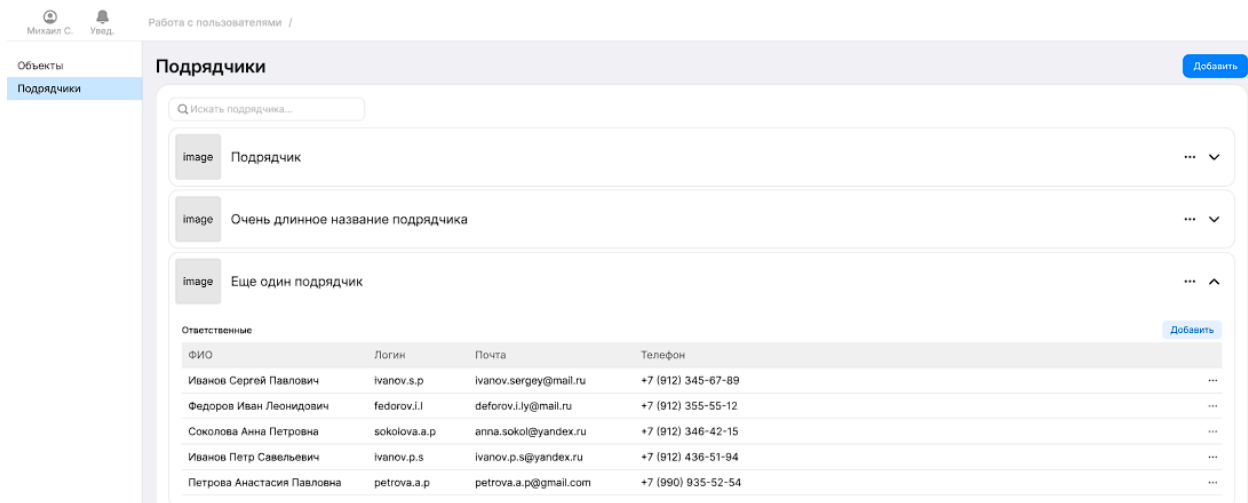 Михаил С. Увед. Работа с пользователями /
Объекты
Подрядчики
Подрядчики Добавить
Искать подрядчика...
image Подрядчик ...
image Очень длинное название подрядчика ...
image Еще один подрядчик ...
Ответственные Добавить
ФИО Логин Почта Телефон
Иванов Сергей Павлович ivanov.s.p ivanov.sergey@mail.ru +7 (912) 345-67-89 ...
Федоров Иван Леонидович fedorov.i.l deforov.i.ly@mail.ru +7 (912) 355-55-12 ...
Соколова Анна Петровна sokolova.a.p anna.sokol@yandex.ru +7 (912) 346-42-15 ...
Иванов Петр Савельевич ivanov.p.s ivanov.p.s@yandex.ru +7 (912) 436-51-94 ...
Петрова Анастасия Павловна petrova.a.p petrova.a.p@gmail.com +7 (990) 935-52-54 ...